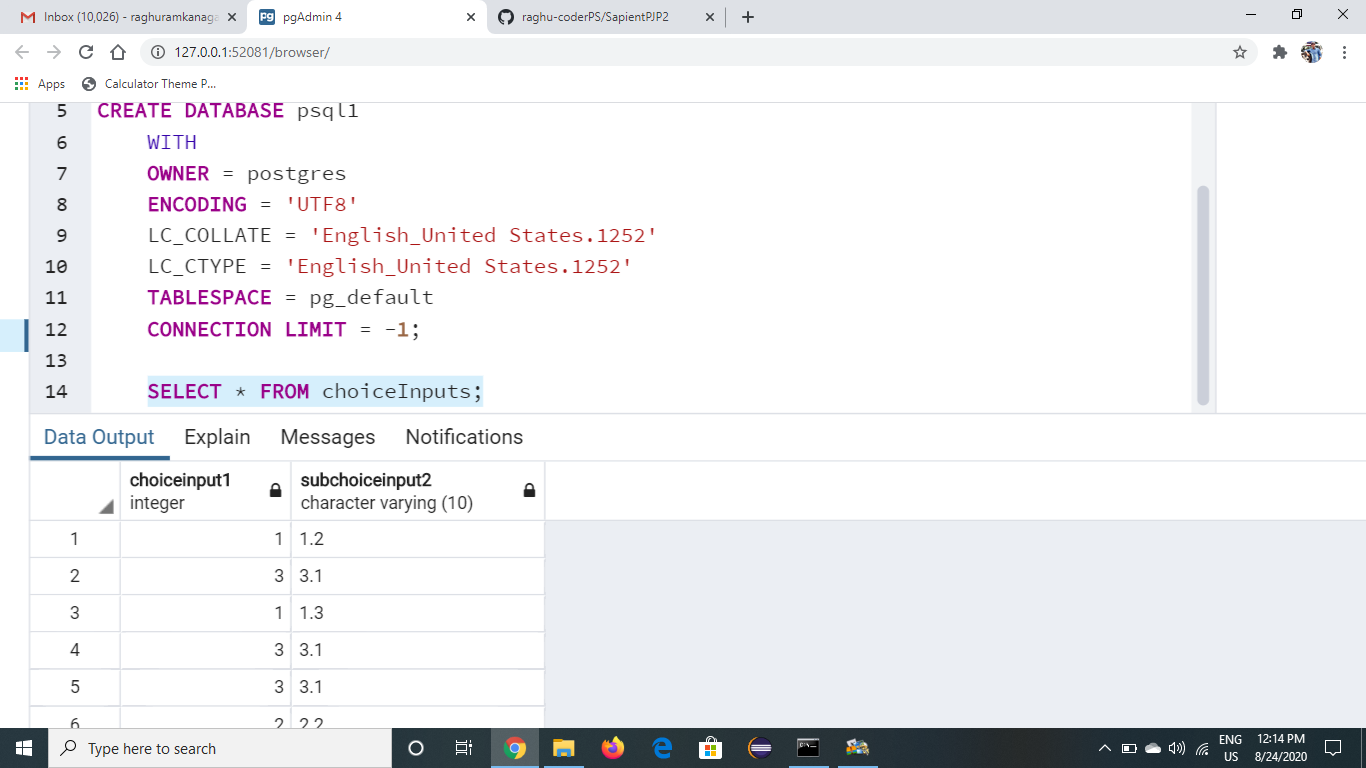 Inbox (10,026) - raghuramkanaga
pgAdmin 4
raghu-coderPS/SapientPJP2
127.0.0.1:52081/browser/
Apps
Calculator Theme P...
5 CREATE DATABASE psql1
6 WITH
7 OWNER = postgres
8 ENCODING = 'UTF8'
9 LC_COLLATE = 'English_United States.1252'
10 LC_CTYPE = 'English_United States.1252'
11 TABLESPACE = pg_default
12 CONNECTION LIMIT = -1;
13
14 SELECT * FROM choiceInputs;
Data Output Explain Messages Notifications
choiceinput1 subchoiceinput2
integer character varying (10)
1 1 1.2
2 3 3.1
3 1 1.3
4 3 3.1
5 3 3.1
6 2 2.2
Type here to search
ENG
US
12:14 PM
8/24/2020